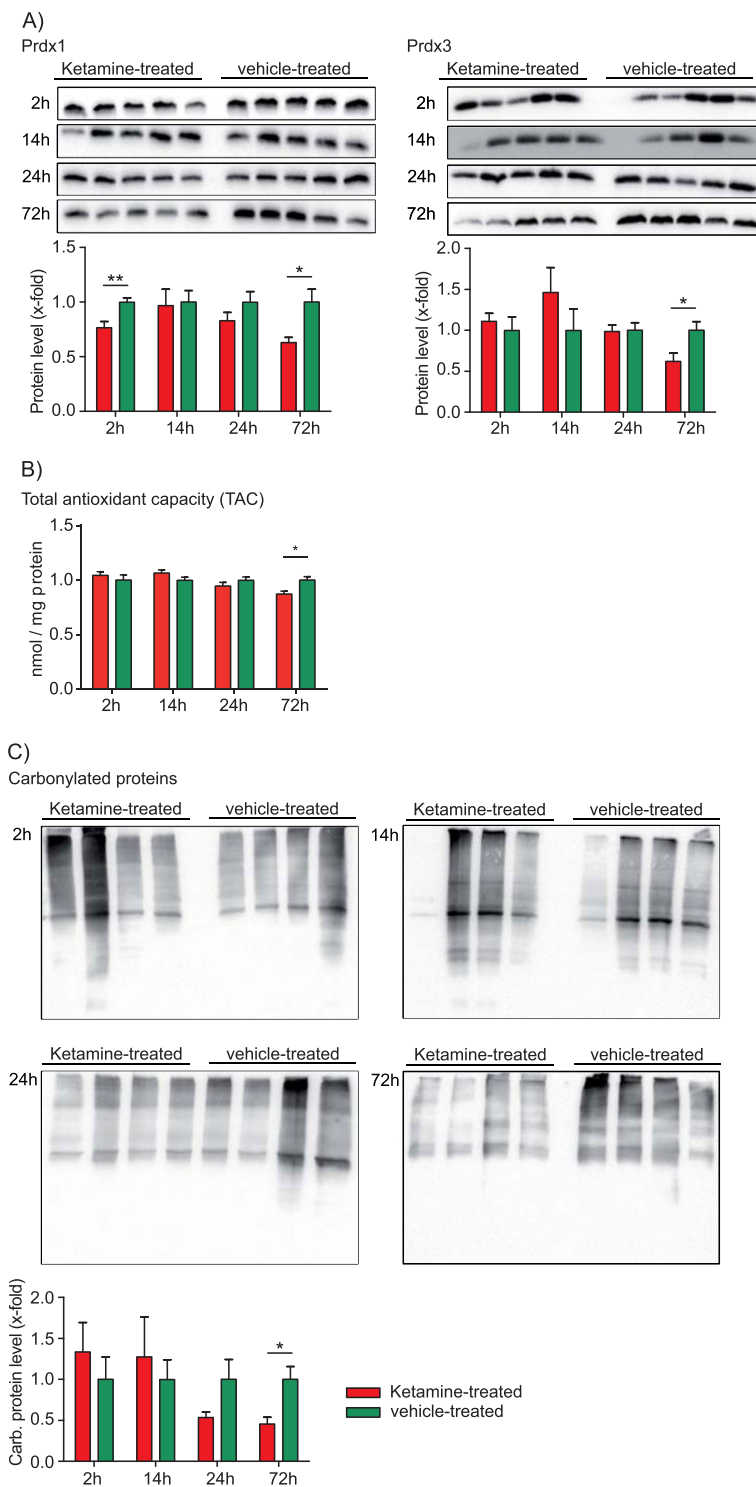 A)
Prdx1
Prdx3
Ketamine-treated vehicle-treated
Ketamine-treated vehicle-treated
2h
14h
24h
72h
2h
14h
24h
72h
Protein level (x-fold)
1.5
1.0
0.5
0.0
**
*
2h 14h 24h 72h
Protein level (x-fold)
2.0
1.5
1.0
0.5
0.0
*
2h 14h 24h 72h
B)
Total antioxidant capacity (TAC)
nmol / mg protein
1.5
1.0
0.5
0.0
*
2h 14h 24h 72h
C)
Carbonylated proteins
Ketamine-treated vehicle-treated
2h
Ketamine-treated vehicle-treated
14h
Ketamine-treated vehicle-treated
24h
Ketamine-treated vehicle-treated
72h
Carb. protein level (x-fold)
2.0
1.5
1.0
0.5
0.0
*
2h 14h 24h 72h
Ketamine-treated
vehicle-treated